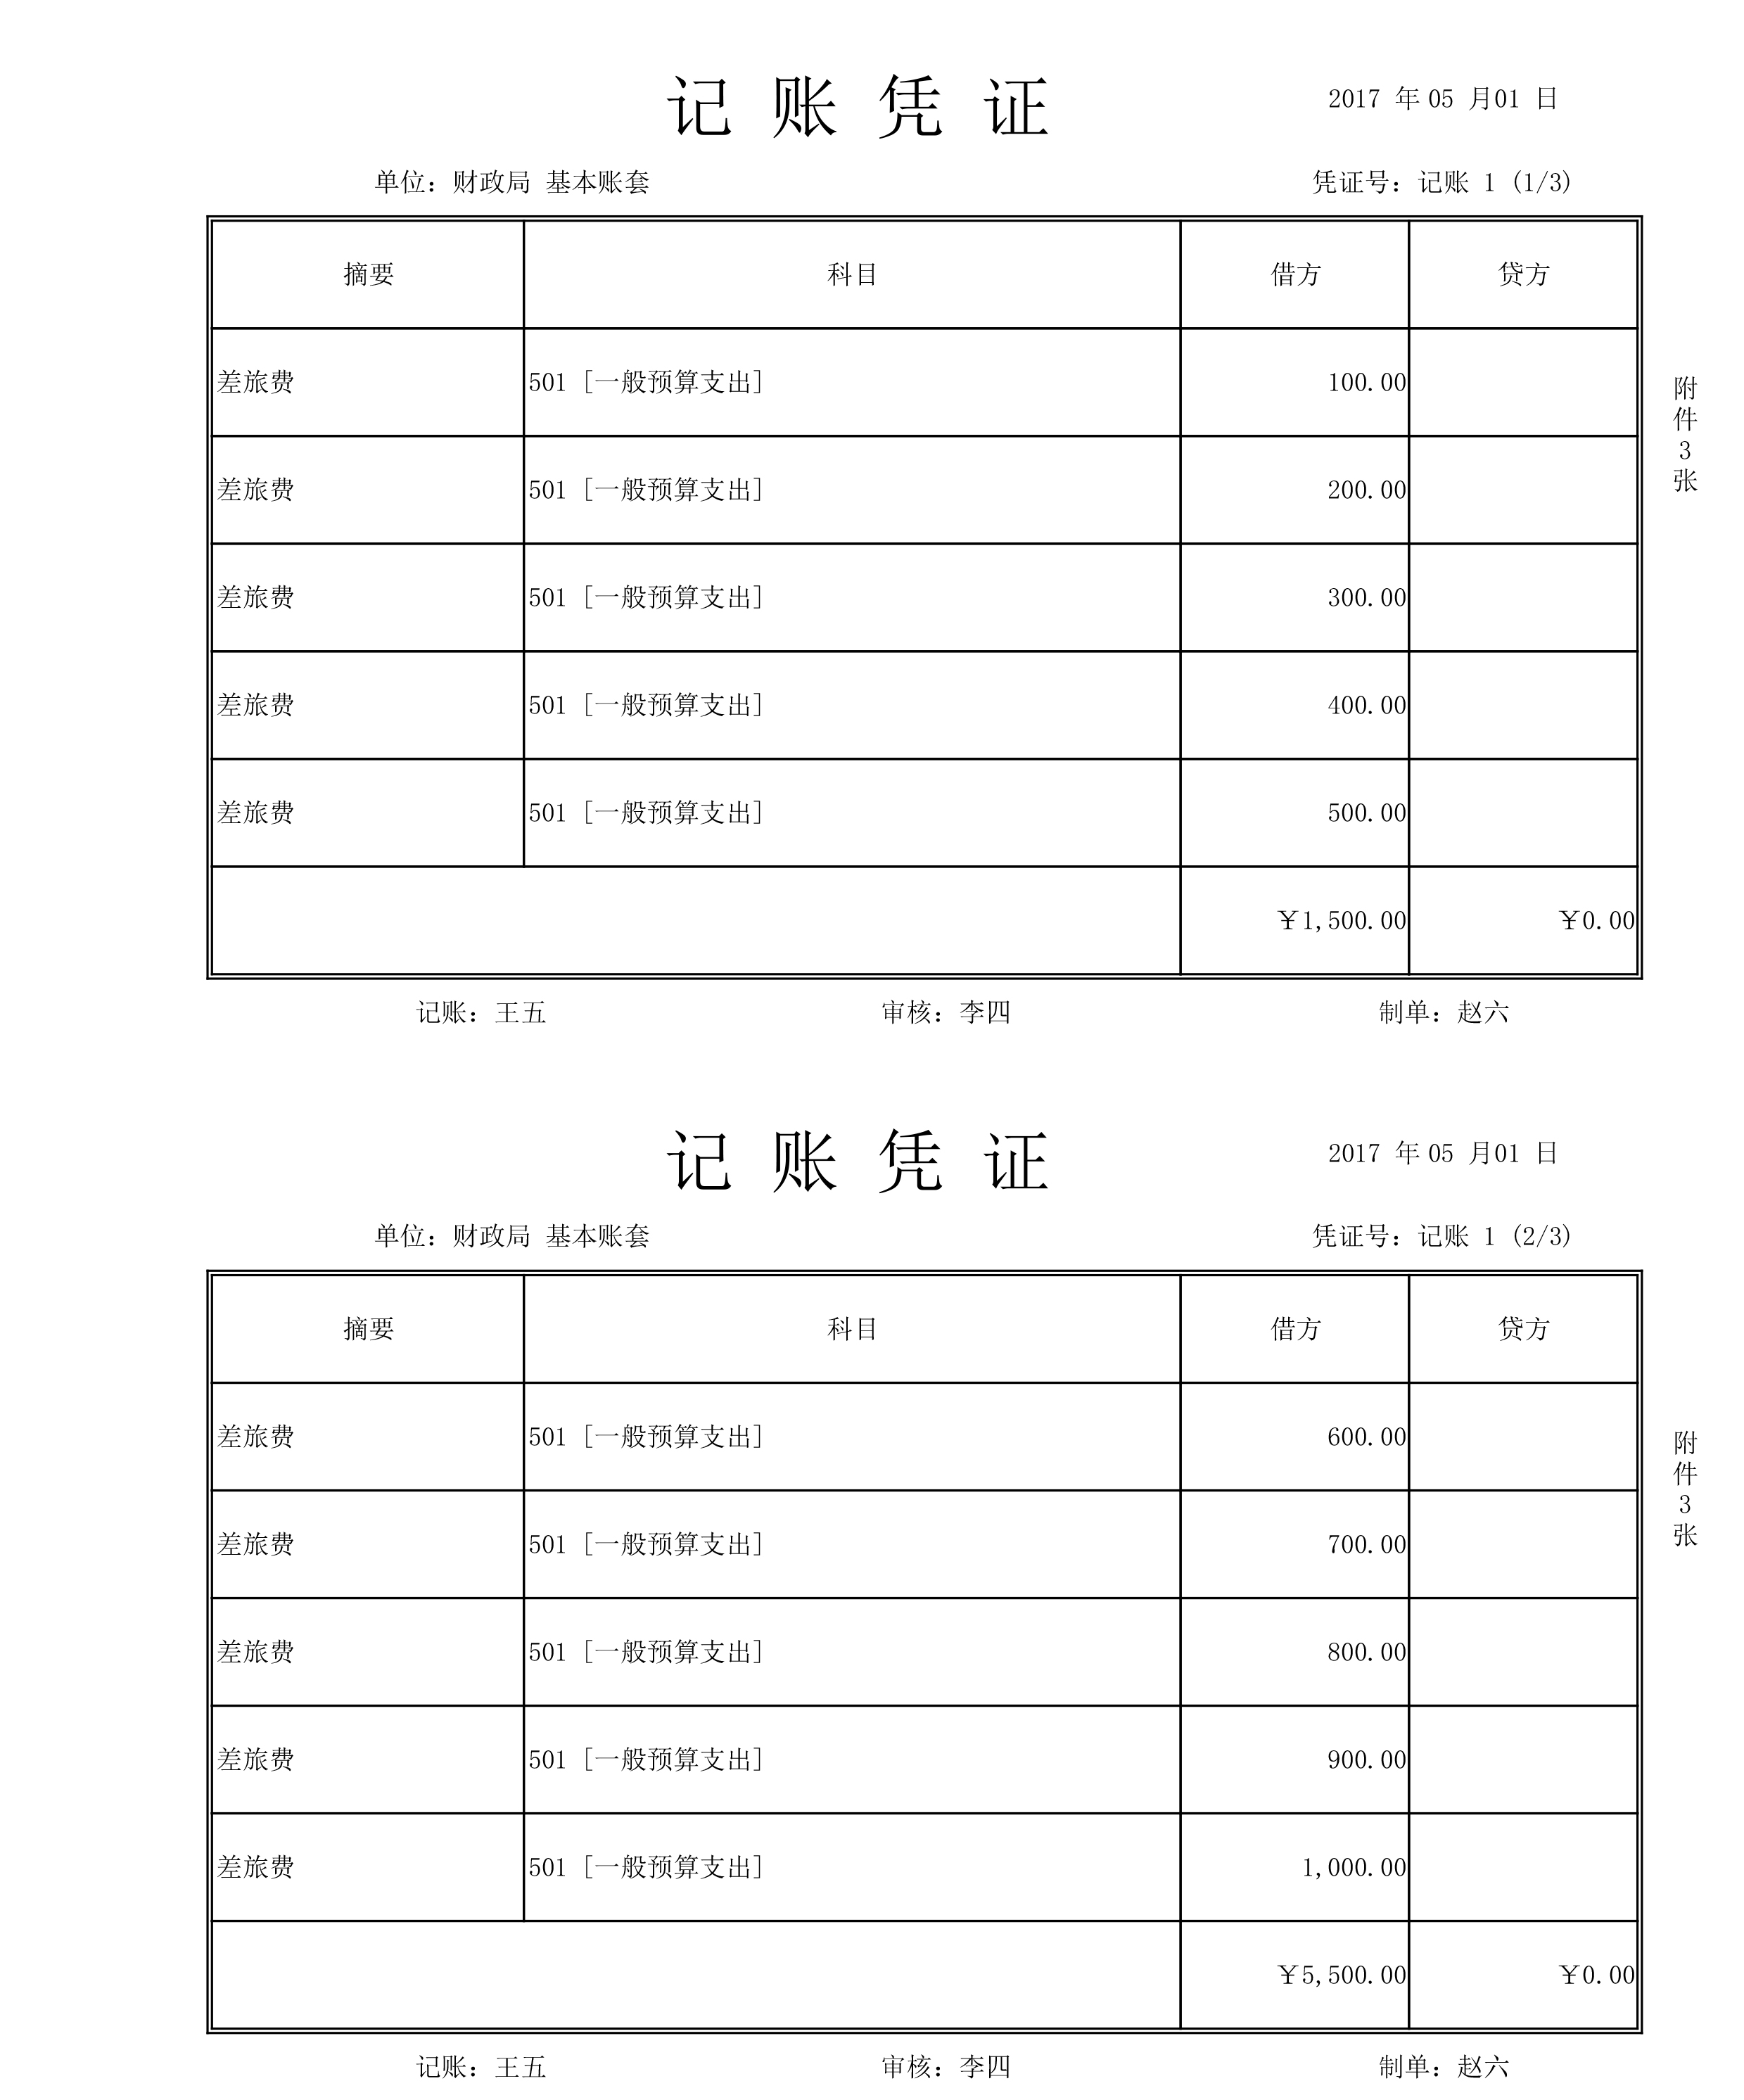 记 账 凭 证
2017 年 05 月01 日
单位：财政局 基本账套
凭证号：记账 1 (1/3)
摘要 科目 借方 贷方
差旅费 501 [一般预算支出] 100.00
差旅费 501 [一般预算支出] 200.00
差旅费 501 [一般预算支出] 300.00
差旅费 501 [一般预算支出] 400.00
差旅费 501 [一般预算支出] 500.00
￥1,500.00 ￥0.00
附件3张
记账：王五 审核：李四 制单：赵六
记 账 凭 证
2017 年 05 月01 日
单位：财政局 基本账套
凭证号：记账 1 (2/3)
摘要 科目 借方 贷方
差旅费 501 [一般预算支出] 600.00
差旅费 501 [一般预算支出] 700.00
差旅费 501 [一般预算支出] 800.00
差旅费 501 [一般预算支出] 900.00
差旅费 501 [一般预算支出] 1,000.00
￥5,500.00 ￥0.00
附件3张
记账：王五 审核：李四 制单：赵六